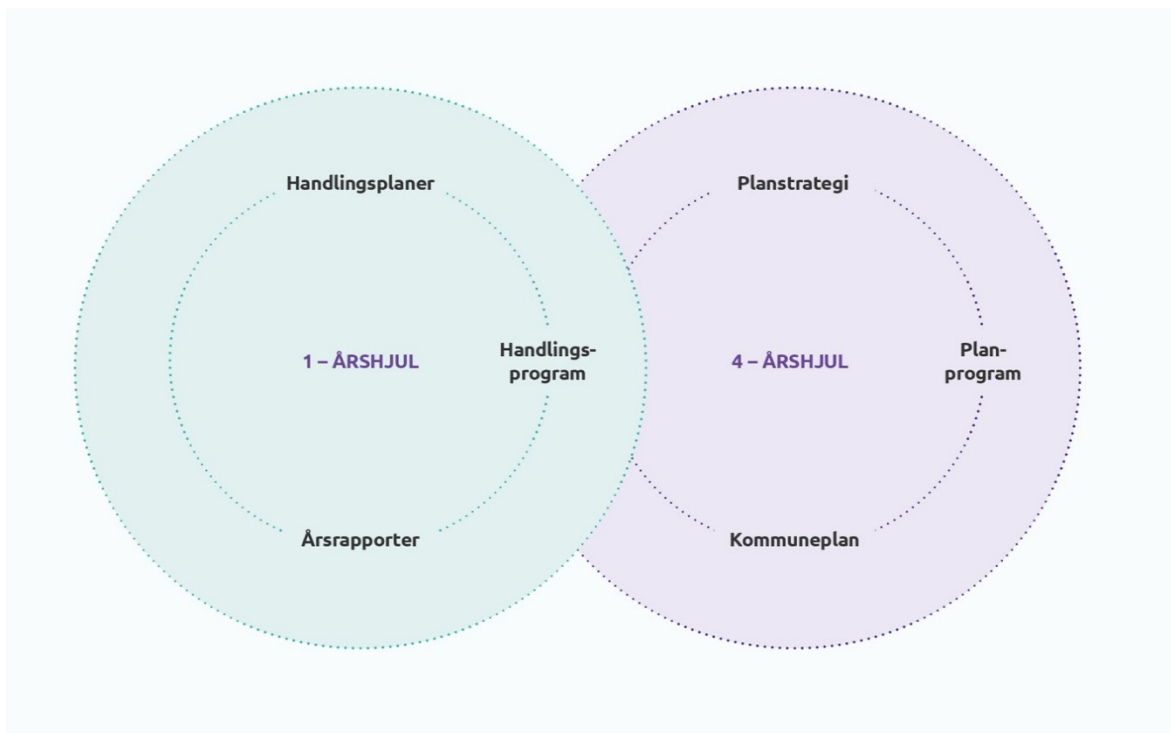 Handlingsplaner
1 – ÅRSHJUL
Handlings-
program
Årsrapporter
Planstrategi
4 – ÅRSHJUL
Plan-
program
Kommuneplan